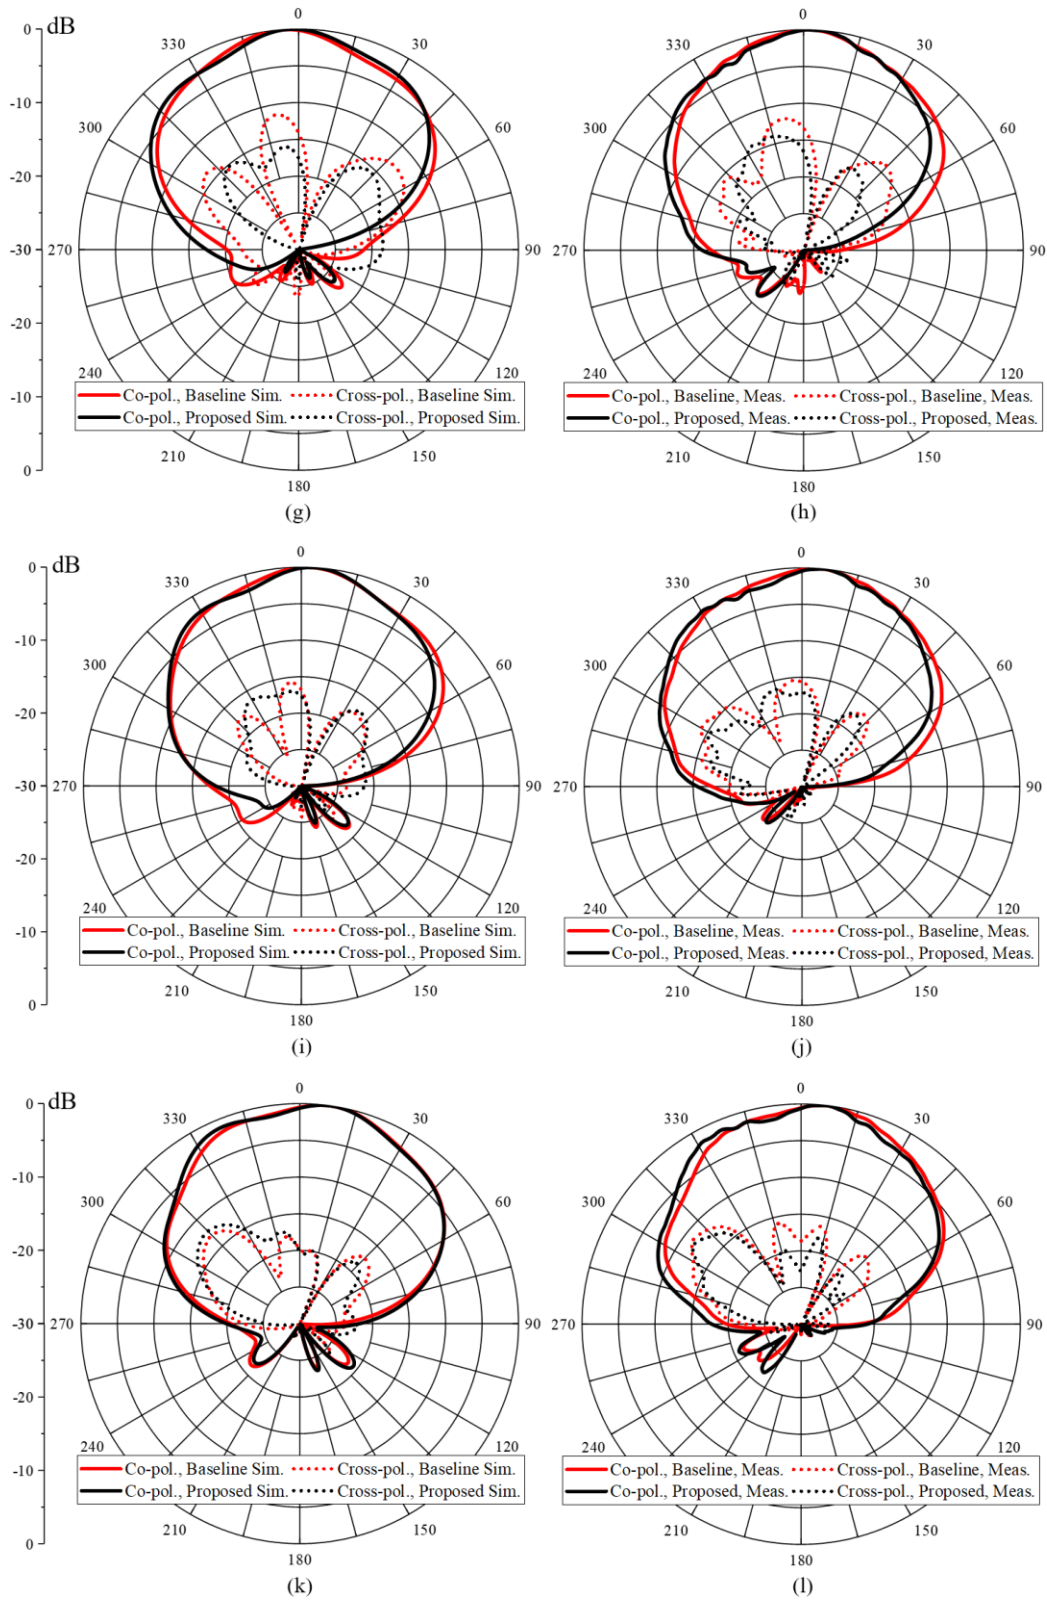 dB
0
-10
-20
-30
-20
-10
0
0
30
60
90
120
150
180
210
240
270
300
330
Co-pol., Baseline Sim.
Cross-pol., Baseline Sim.
Co-pol., Proposed Sim.
Cross-pol., Proposed Sim.
(g)
0
30
60
90
120
150
180
210
240
270
300
330
Co-pol., Baseline, Meas.
Cross-pol., Baseline, Meas.
Co-pol., Proposed, Meas.
Cross-pol., Proposed, Meas.
(h)
dB
0
-10
-20
-30
-20
-10
0
0
30
60
90
120
150
180
210
240
270
300
330
Co-pol., Baseline Sim.
Cross-pol., Baseline Sim.
Co-pol., Proposed Sim.
Cross-pol., Proposed Sim.
(i)
0
30
60
90
120
150
180
210
240
270
300
330
Co-pol., Baseline, Meas.
Cross-pol., Baseline, Meas.
Co-pol., Proposed, Meas.
Cross-pol., Proposed, Meas.
(j)
dB
0
-10
-20
-30
-20
-10
0
0
30
60
90
120
150
180
210
240
270
300
330
Co-pol., Baseline Sim.
Cross-pol., Baseline Sim.
Co-pol., Proposed Sim.
Cross-pol., Proposed Sim.
(k)
0
30
60
90
120
150
180
210
240
270
300
330
Co-pol., Baseline, Meas.
Cross-pol., Baseline, Meas.
Co-pol., Proposed, Meas.
Cross-pol., Proposed, Meas.
(l)